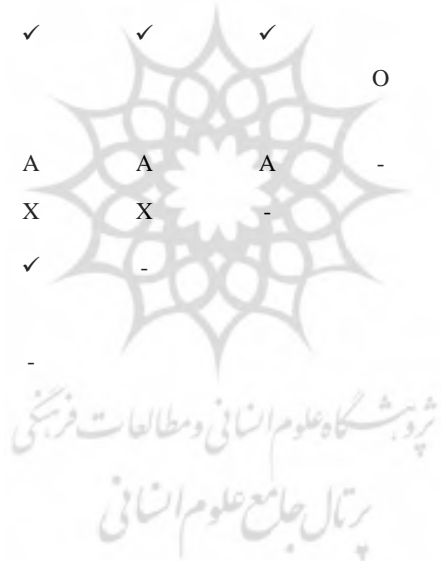 ✓ ✓ ✓
O
A A A -
X X -
✓ -
-
پژوهشگاه علوم انسانی و مطالعات فرهنگی
پرتال جامع علوم انسانی